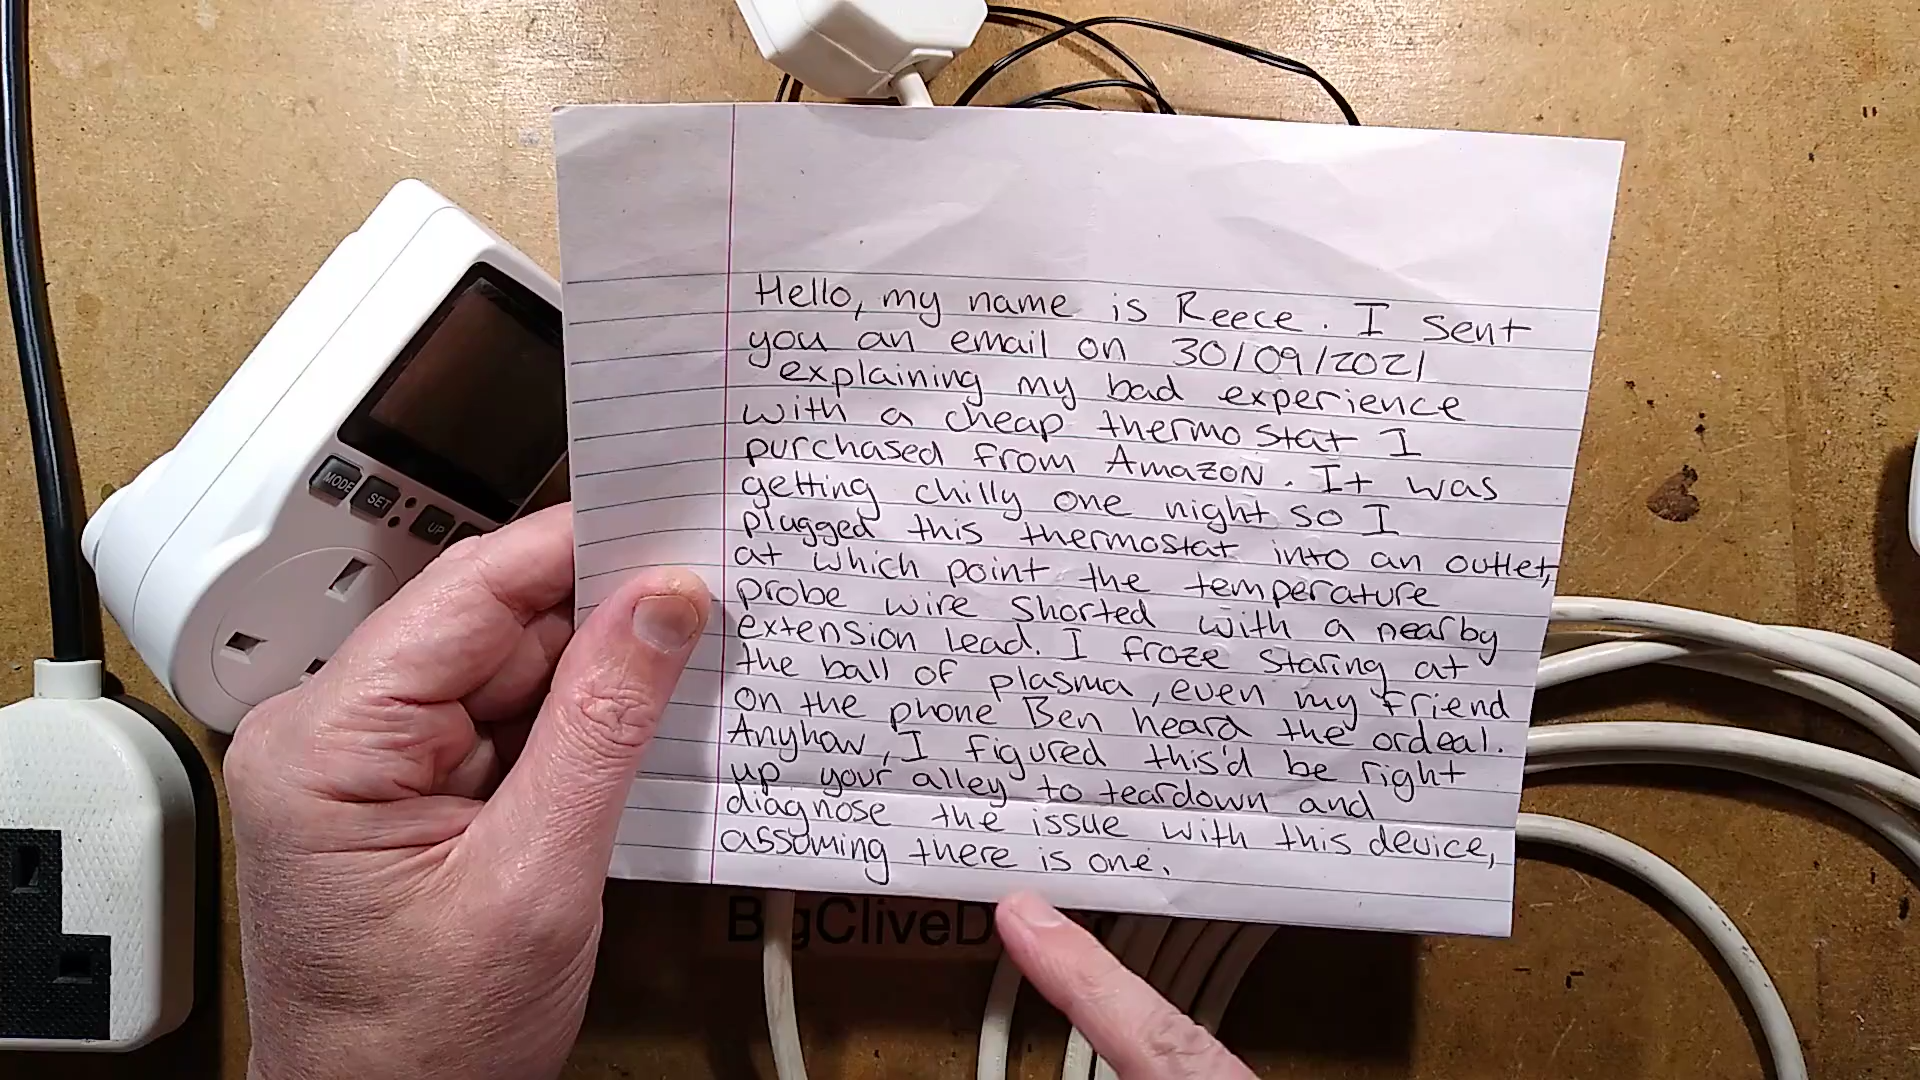 Hello, my name is Reece. I sent
you an email on 30/09/2021
explaining my bad experience
with a cheap thermostat I
purchased from Amazon. It was
getting chilly one night so I
plugged this thermostat into an outlet,
at which point the temperature
probe wire shorted with a nearby
extension lead. I froze staring at
the ball of plasma, even my friend
on the phone Ben heard the ordeal.
Anyhow, I figured this'd be right
up your alley to teardown and
diagnose the issue with this device,
assuming there is one.
MODE
SET
UP